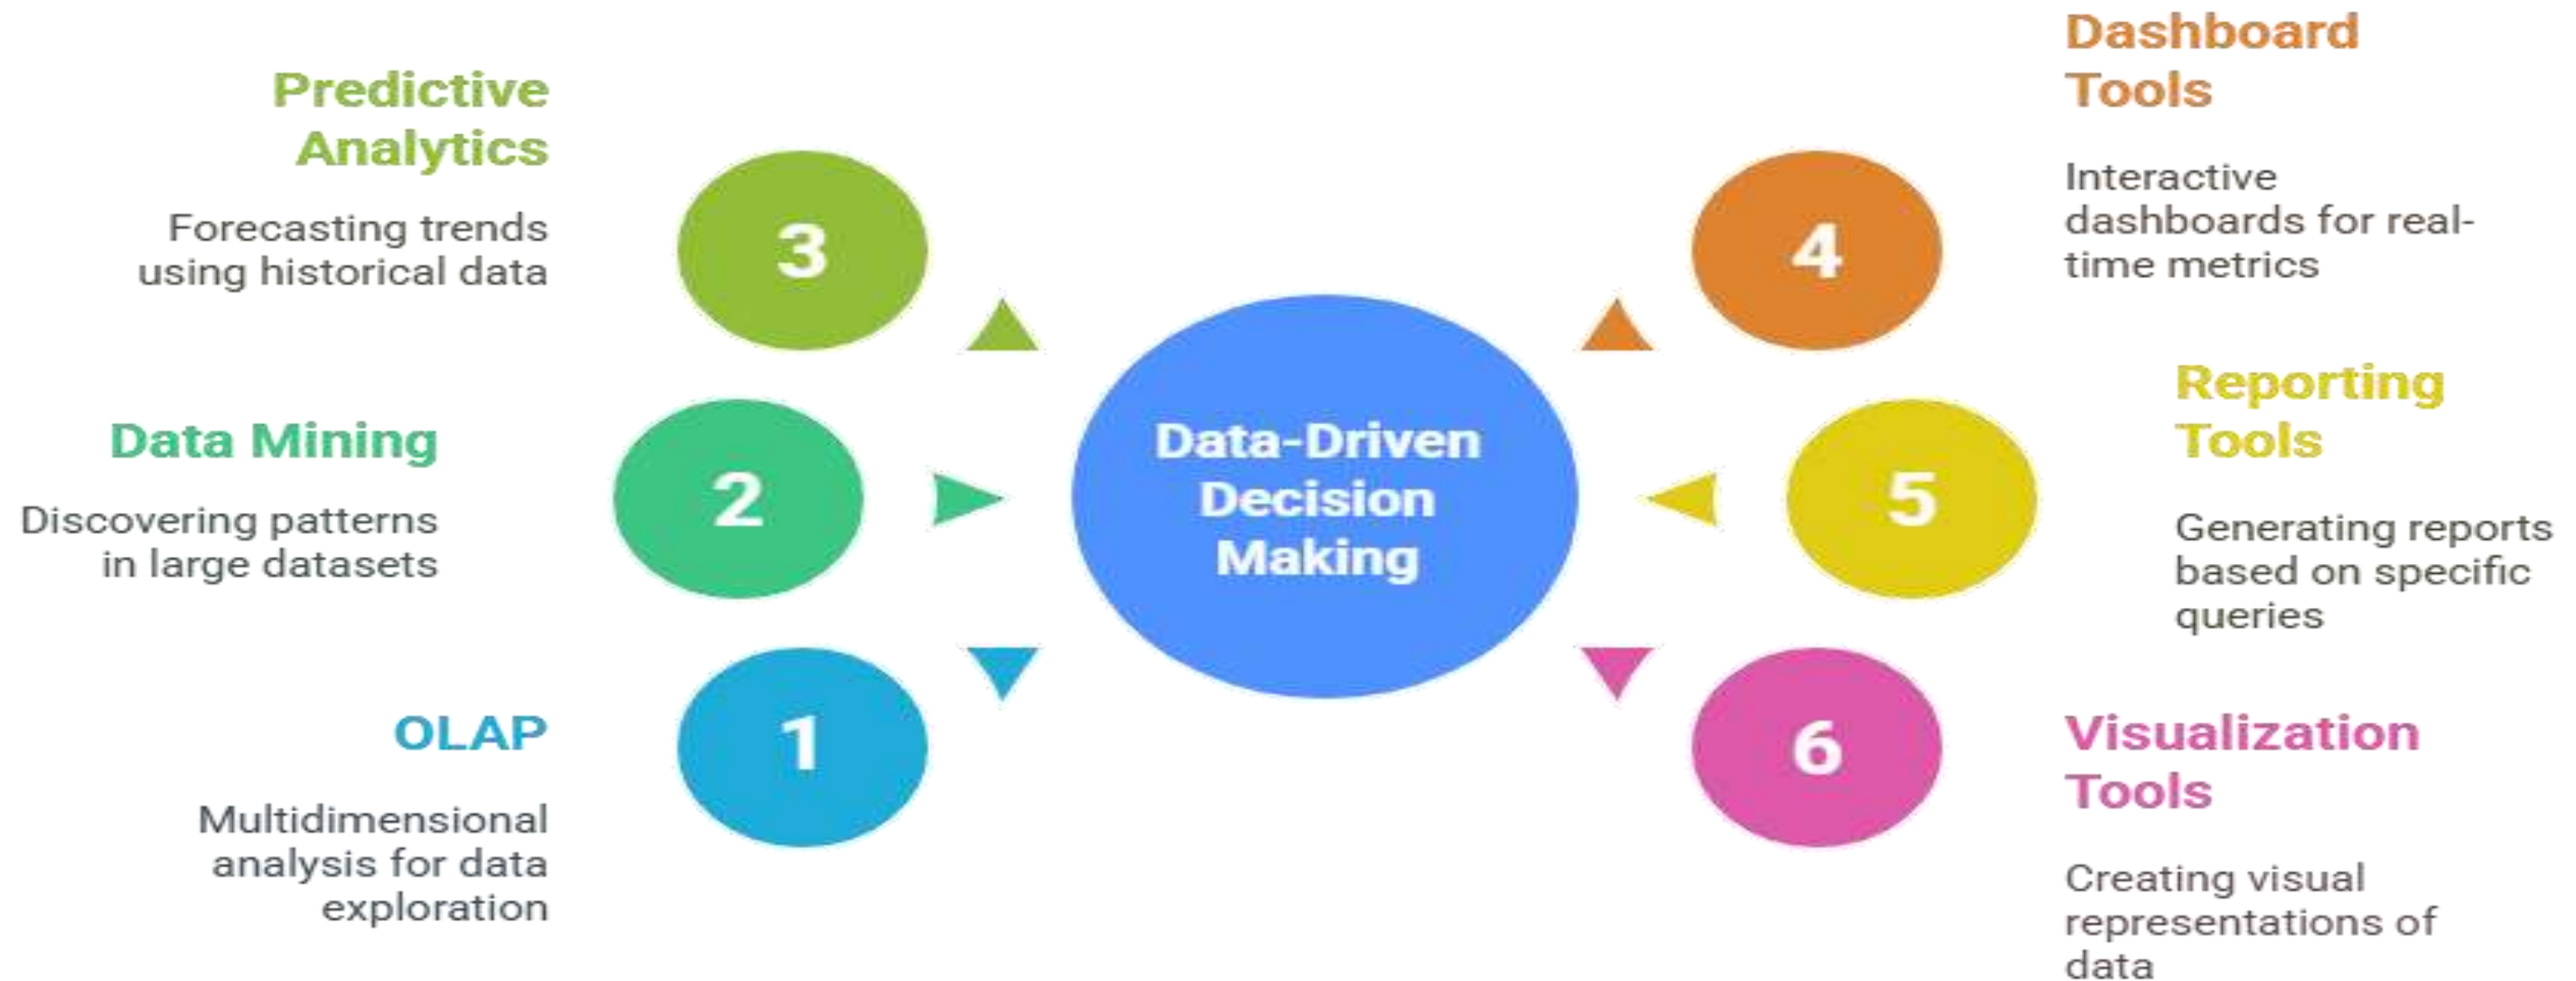 Predictive
Analytics
Forecasting trends
using historical data
3
Data Mining
Discovering patterns
in large datasets
2
OLAP
Multidimensional
analysis for data
exploration
1
Data-Driven
Decision
Making
Dashboard
Tools
Interactive
dashboards for real-
time metrics
4
Reporting
Tools
Generating reports
based on specific
queries
5
Visualization
Tools
Creating visual
representations of
data
6